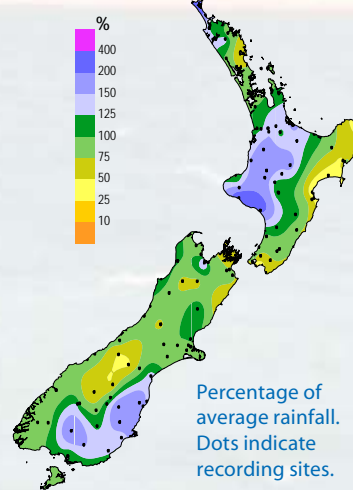 %
400
200
150
125
100
75
50
25
10
Percentage of
average rainfall.
Dots indicate
recording sites.